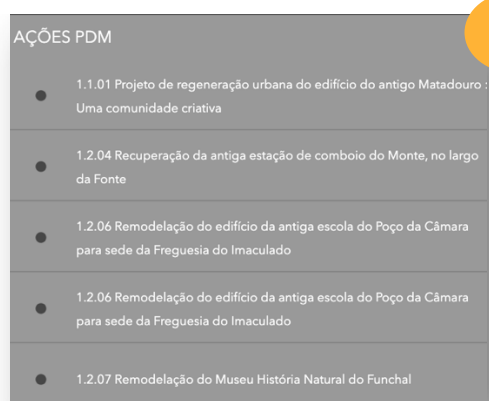 AÇÕES PDM
1.1.01 Projeto de regeneração urbana do edifício do antigo Matadouro :
Uma comunidade criativa
1.2.04 Recuperação da antiga estação de comboio do Monte, no largo
da Fonte
1.2.06 Remodelação do edifício da antiga escola do Poço da Câmara
para sede da Freguesia do Imaculado
1.2.06 Remodelação do edifício da antiga escola do Poço da Câmara
para sede da Freguesia do Imaculado
1.2.07 Remodelação do Museu História Natural do Funchal